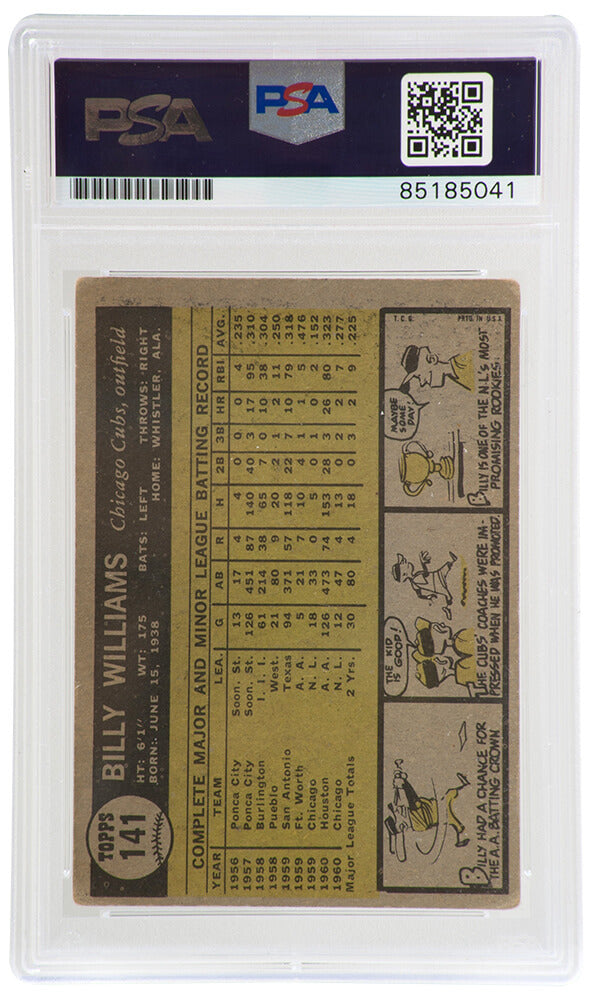 PSA
PSA
85185041
TOPPS
141
BILLY WILLIAMS Chicago Cubs, outfield
HT: 6'1" WT: 175 BATS: LEFT THROWS: RIGHT
BORN: JUNE 15, 1938 HOME: WHISTLER, ALA.
COMPLETE MAJOR AND MINOR LEAGUE BATTING RECORD
YEAR TEAM LEA. G AB R H 2B 3B HR RBI AVG.
1956 Ponca City Soon. St. 13 17 4 4 0 0 0 4 .235
1957 Ponca City Soon. St. 126 451 87 140 40 3 17 95 .310
1958 Burlington I. I. I. 61 214 38 65 7 0 10 38 .304
1958 Pueblo West. 21 80 9 20 0 2 11 .250
1959 San Antonio Texas 94 371 57 118 22 7 10 79 .318
1959 Ft. Worth A. A. 5 21 7 10 4 1 1 5 .476
1959 Chicago N. L. 18 33 0 5 0 1 0 2 .152
1960 Houston A. A. 126 473 74 153 28 3 26 80 .323
1960 Chicago N. L. 12 47 4 13 0 2 2 7 .277
Major League Totals 2 Yrs. 30 80 4 18 0 3 2 9 .225
BILLY HAD A CHANCE FOR
THE A.A. BATTING CROWN
THE KID
IS GOOD!
THE CUBS' COACHES WERE IM-
PRESSED WHEN HE WAS PROMOTED.
T.C.G. PRTD. IN U.S.A.
MAYBE
SOME
DAY!
BILLY IS ONE OF THE N.L.'S MOST
PROMISING ROOKIES.